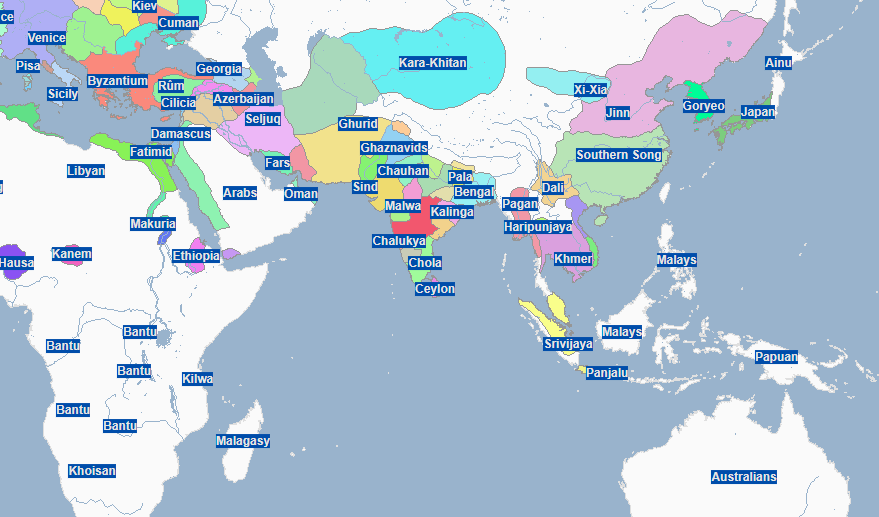 ce
Kiev
Cuman
Venice
Pisa
Georgia
Kara-Khitan
Ainu
Byzantium
Rûm
Sicily
Cilicia
Azerbaijan
Xi-Xia
Goryeo
Japan
Jinn
Seljuq
Ghurid
Damascus
Fatimid
Ghaznavids
Southern Song
Libyan
Fars
Chauhan
Pala
Sind
Bengal
Dali
Arabs
Oman
Malwa
Kalinga
Pagan
Makuria
Haripunjaya
Chalukya
Hausa
Kanem
Ethiopia
Chola
Khmer
Malays
Ceylon
Bantu
Bantu
Malays
Srivijaya
Papuan
Bantu
Kilwa
Panjalu
Bantu
Bantu
Malagasy
Khoisan
Australians